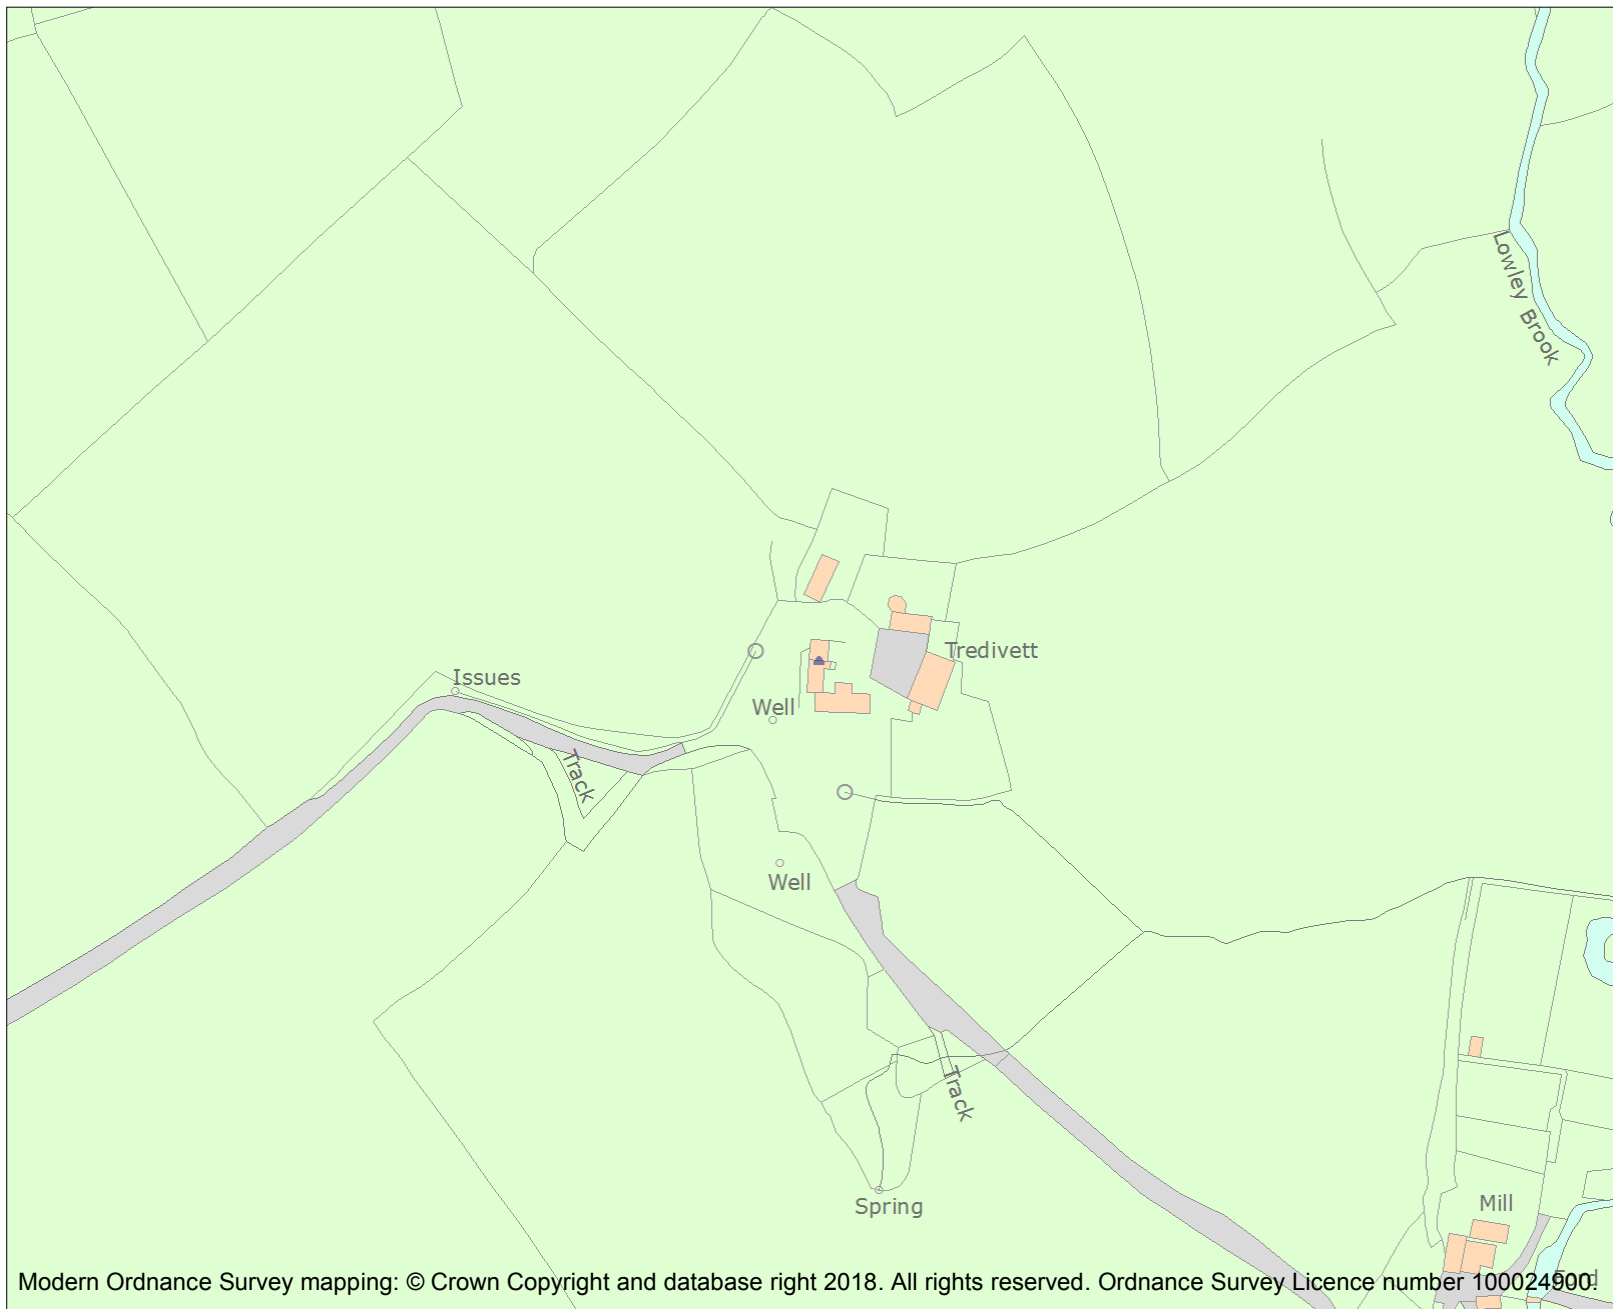 Lowley Brook
Tredivett
Issues
Well
Track
Well
Track
Spring
Mill
Ford
Modern Ordnance Survey mapping: © Crown Copyright and database right 2018. All rights reserved. Ordnance Survey Licence number 100024900.